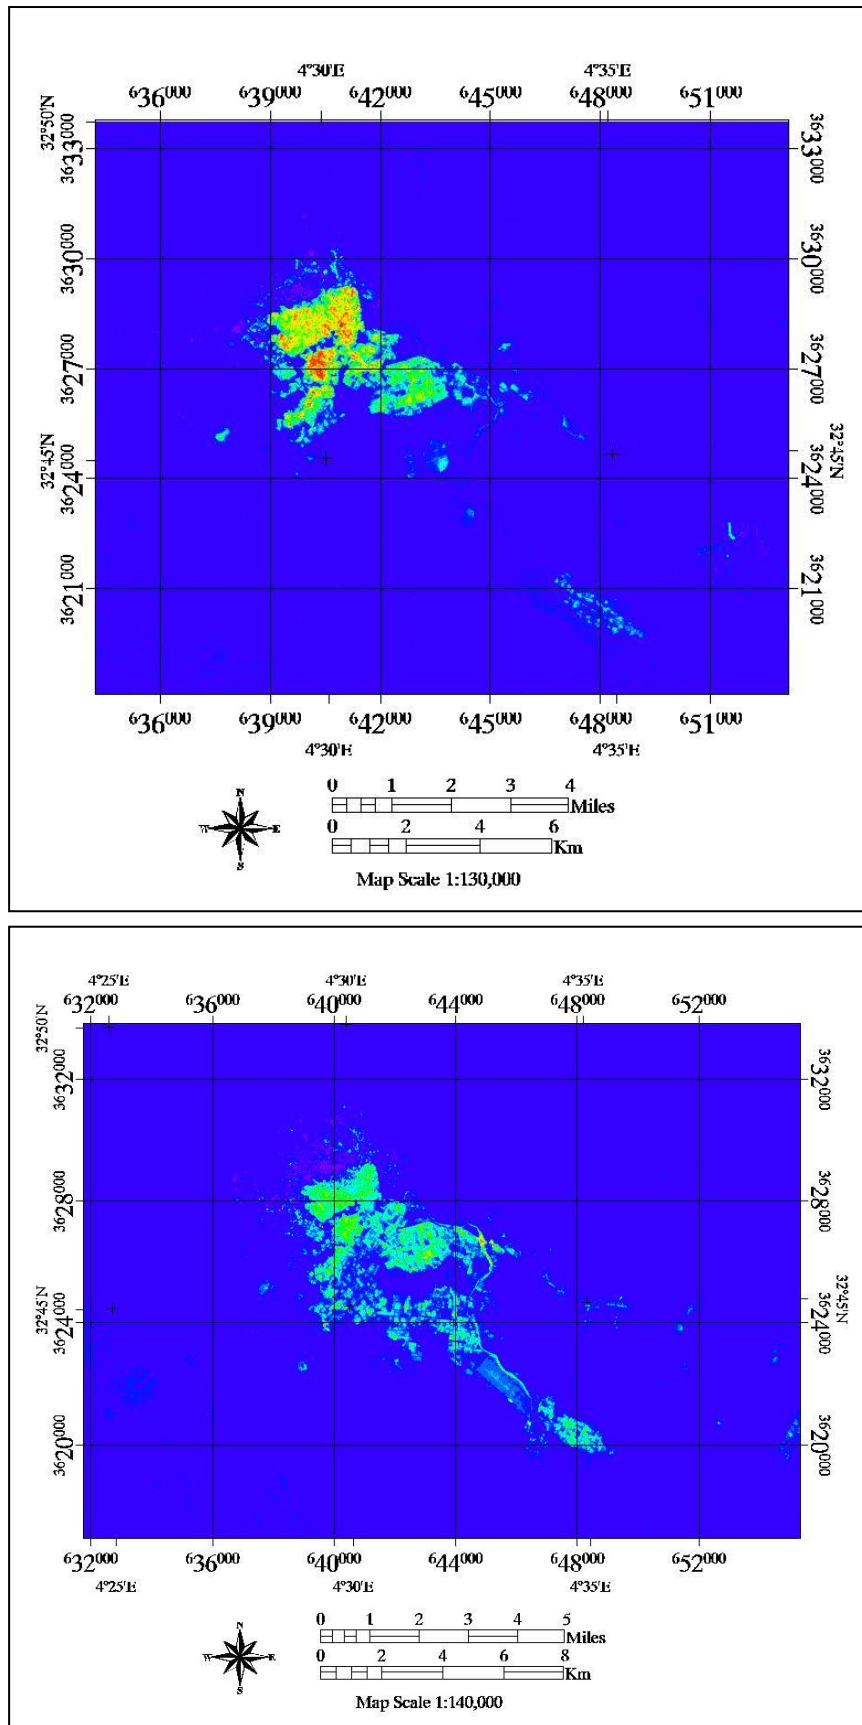 4°30'E 4°35'E
636000 639000 642000 645000 648000 651000
32°50'N
3633000 3633000
3630000 3630000
3627000 3627000
32°45'N 32°45'N
3624000 3624000
3621000 3621000
636000 639000 642000 645000 648000 651000
4°30'E 4°35'E
N
W E
S
0 1 2 3 4
Miles
0 2 4 6
Km
Map Scale 1:130,000
4°25'E 4°30'E 4°35'E
632000 636000 640000 644000 648000 652000
32°50'N
3632000 3632000
3628000 3628000
32°45'N 32°45'N
3624000 3624000
3620000 3620000
632000 636000 640000 644000 648000 652000
4°25'E 4°30'E 4°35'E
N
W E
S
0 1 2 3 4 5
Miles
0 2 4 6 8
Km
Map Scale 1:140,000